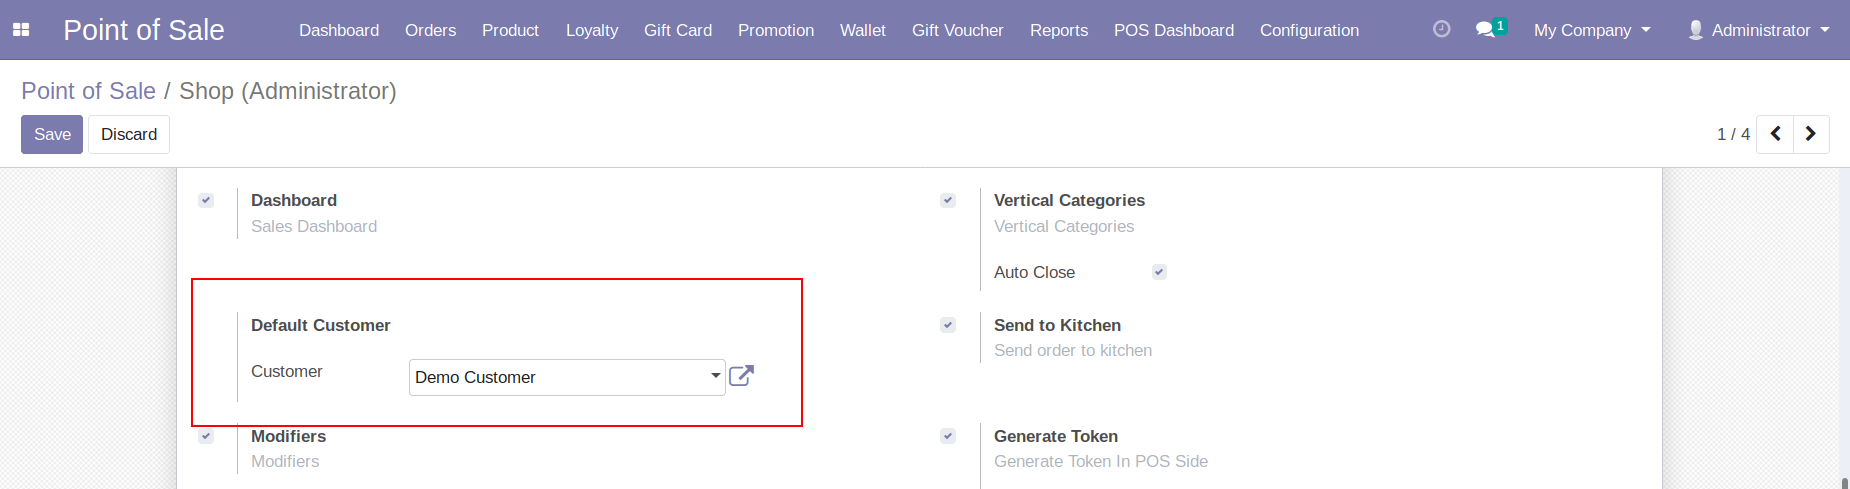 Point of Sale Dashboard Orders Product Loyalty Gift Card Promotion Wallet Gift Voucher Reports POS Dashboard Configuration 1 My Company Administrator
Point of Sale / Shop (Administrator)
Save Discard 1 / 4
Dashboard Vertical Categories
Sales Dashboard Vertical Categories
Auto Close
Default Customer Send to Kitchen
Send order to kitchen
Customer Demo Customer
Modifiers Generate Token
Modifiers Generate Token In POS Side